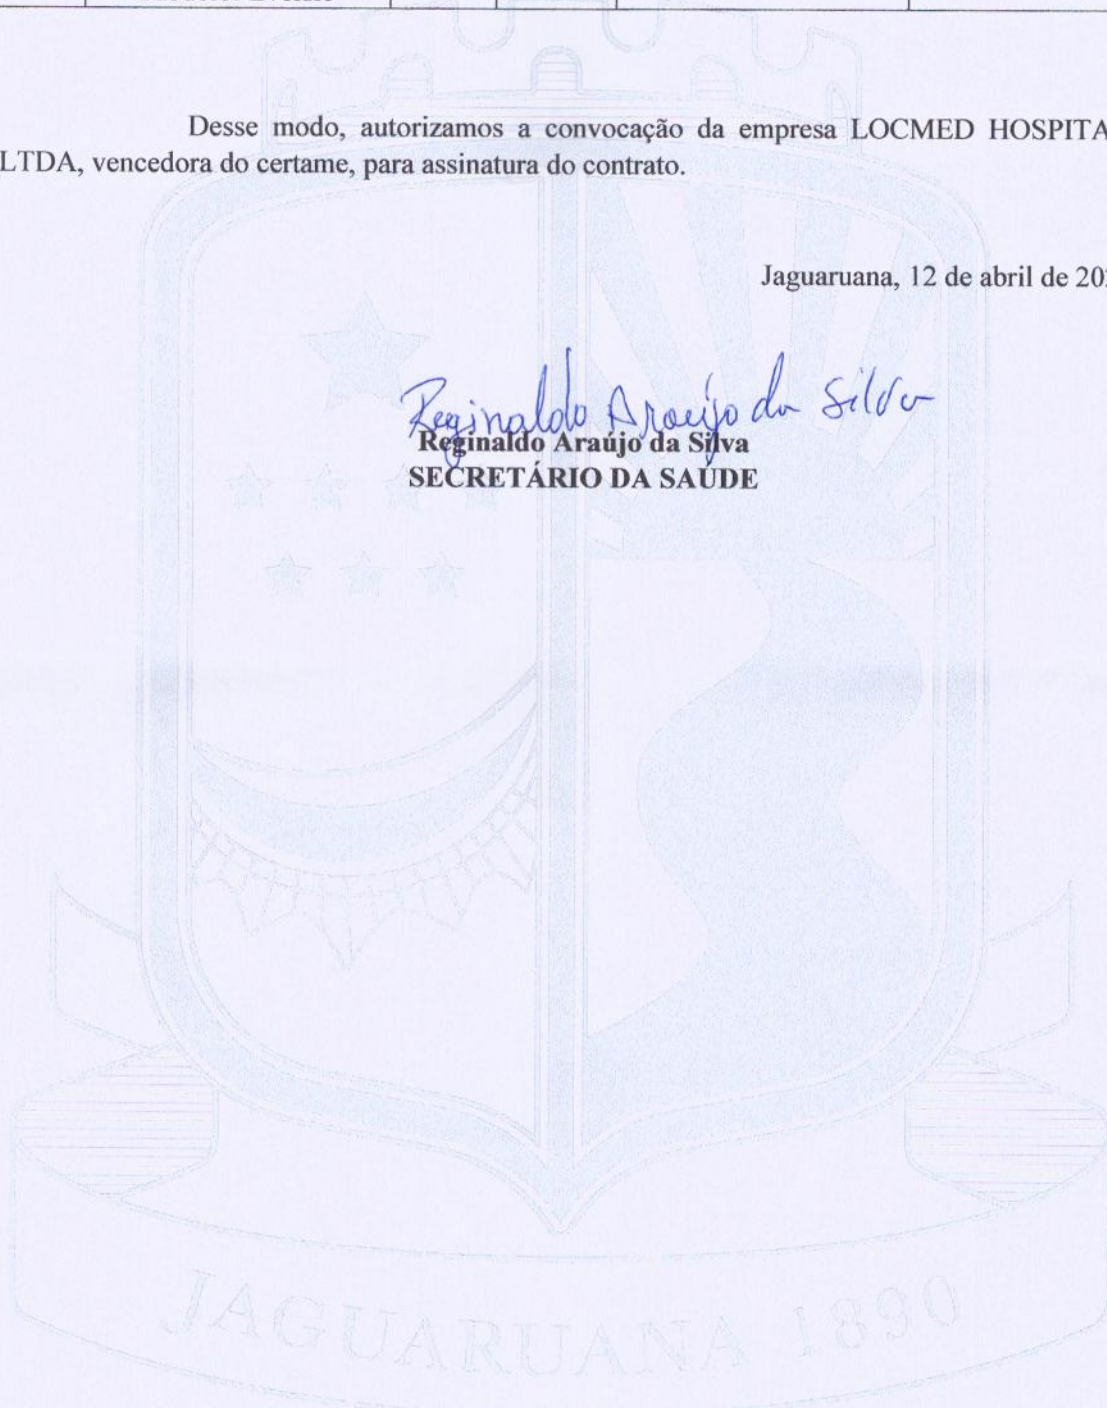 Desse modo, autorizamos a convocação da empresa LOCMED HOSPITA
LTDA, vencedora do certame, para assinatura do contrato.
Jaguaruana, 12 de abril de 20
Reginaldo Araújo da Silva
Reginaldo Araújo da Silva
SECRETÁRIO DA SAÚDE
JAGUARUANA 1890